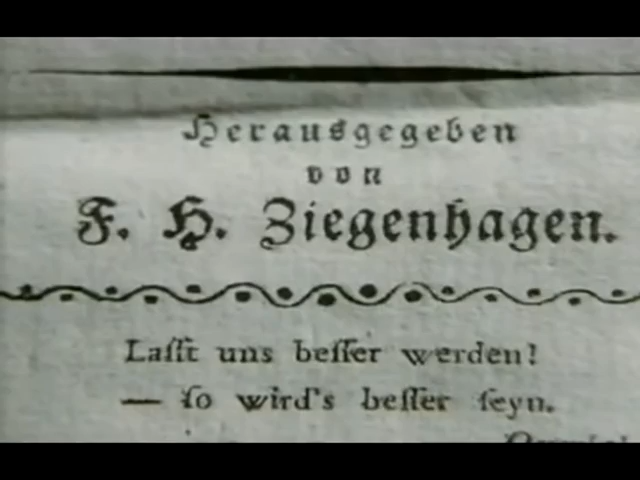 Herausgegeben
von
F. H. Ziegenhagen.
Laſſt uns beſſer werden!
— ſo wird's beſſer ſeyn.